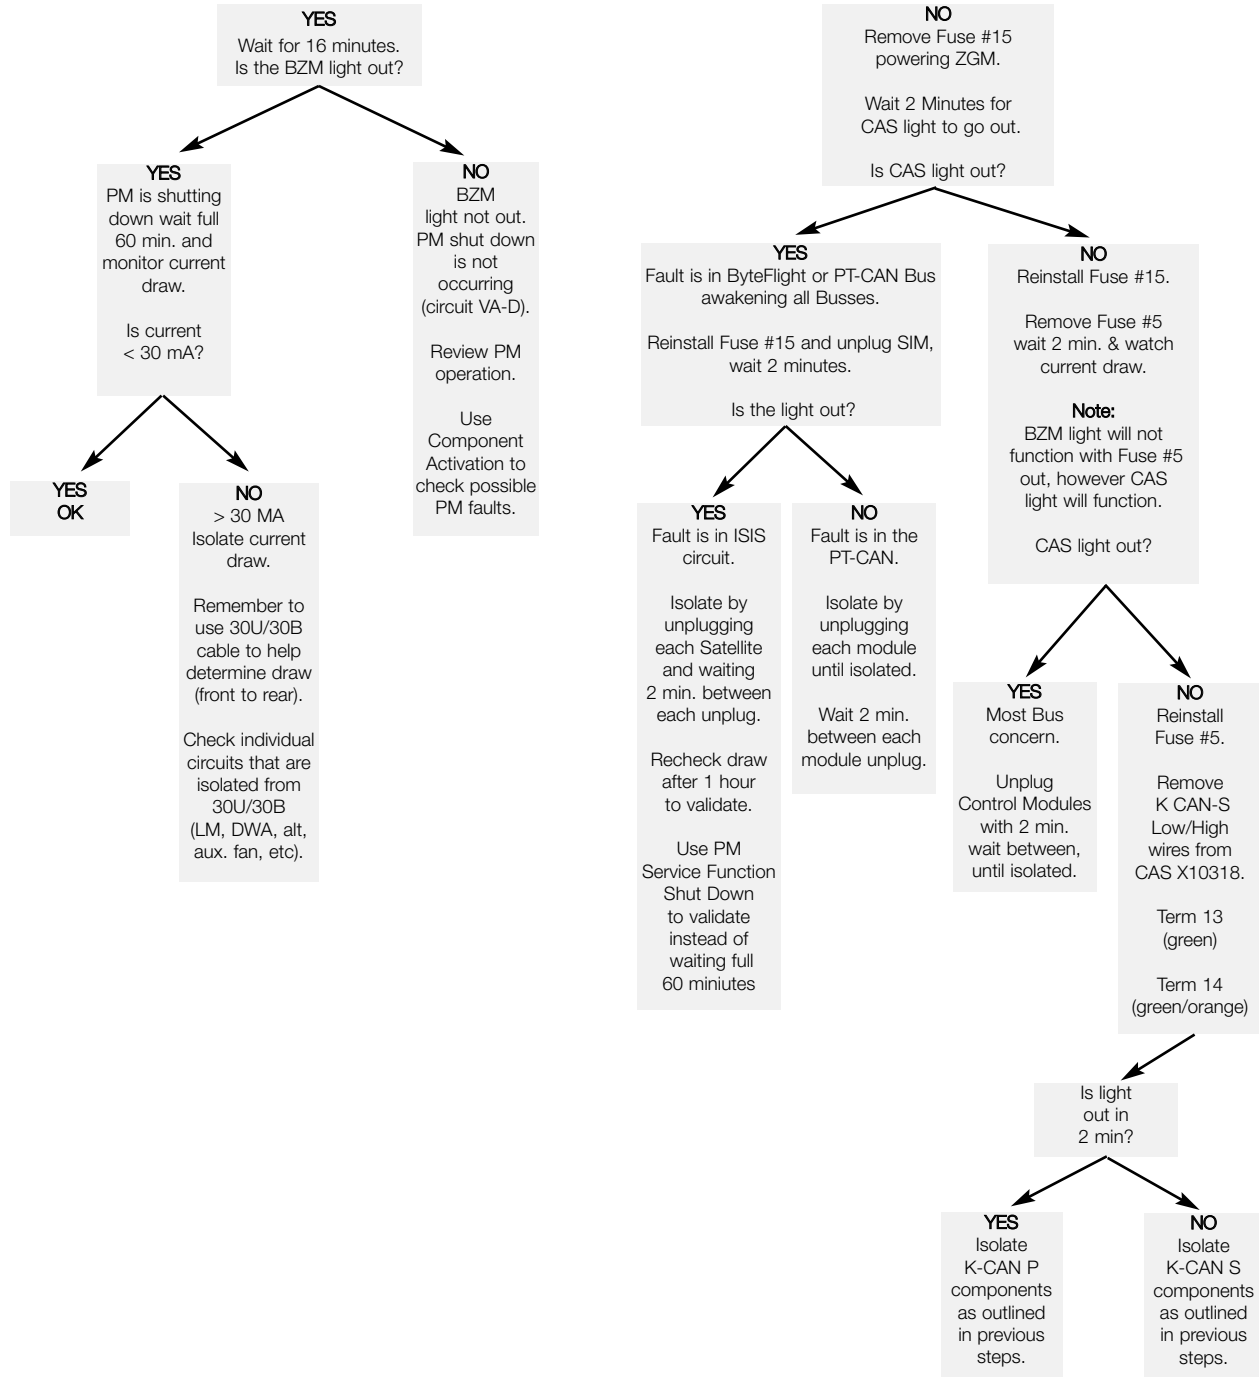 YES
Wait for 16 minutes.
Is the BZM light out?
YES
PM is shutting
down wait full
60 min. and
monitor current
draw.
Is current
< 30 mA?
NO
BZM
light not out.
PM shut down
is not
occurring
(circuit VA-D).
Review PM
operation.
Use
Component
Activation to
check possible
PM faults.
YES
OK
NO
> 30 MA
Isolate current
draw.
Remember to
use 30U/30B
cable to help
determine draw
(front to rear).
Check individual
circuits that are
isolated from
30U/30B
(LM, DWA, alt,
aux. fan, etc).
NO
Remove Fuse #15
powering ZGM.
Wait 2 Minutes for
CAS light to go out.
Is CAS light out?
YES
Fault is in ByteFlight or PT-CAN Bus
awakening all Busses.
Reinstall Fuse #15 and unplug SIM,
wait 2 minutes.
Is the light out?
NO
Reinstall Fuse #15.
Remove Fuse #5
wait 2 min. & watch
current draw.
Note:
BZM light will not
function with Fuse #5
out, however CAS
light will function.
CAS light out?
YES
Fault is in ISIS
circuit.
Isolate by
unplugging
each Satellite
and waiting
2 min. between
each unplug.
Recheck draw
after 1 hour
to validate.
Use PM
Service Function
Shut Down
to validate
instead of
waiting full
60 miniutes
NO
Fault is in the
PT-CAN.
Isolate by
unplugging
each module
until isolated.
Wait 2 min.
between each
module unplug.
YES
Most Bus
concern.
Unplug
Control Modules
with 2 min.
wait between,
until isolated.
NO
Reinstall
Fuse #5.
Remove
K CAN-S
Low/High
wires from
CAS X10318.
Term 13
(green)
Term 14
(green/orange)
Is light
out in
2 min?
YES
Isolate
K-CAN P
components
as outlined
in previous
steps.
NO
Isolate
K-CAN S
components
as outlined
in previous
steps.